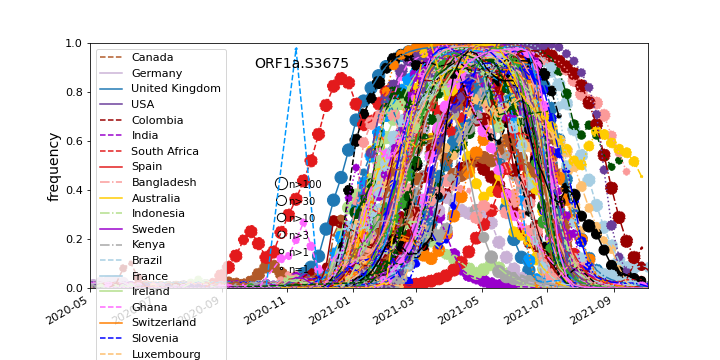 ORF1a.S3675
frequency
1.0
0.8
0.6
0.4
0.2
0.0
Canada
Germany
United Kingdom
USA
Colombia
India
South Africa
Spain
Bangladesh
Australia
Indonesia
Sweden
Kenya
Brazil
France
Ireland
Ghana
Switzerland
Slovenia
Luxembourg
n>100
n>30
n>10
n>3
n>1
n=1
2020-05
2020-07
2020-09
2020-11
2021-01
2021-03
2021-05
2021-07
2021-09